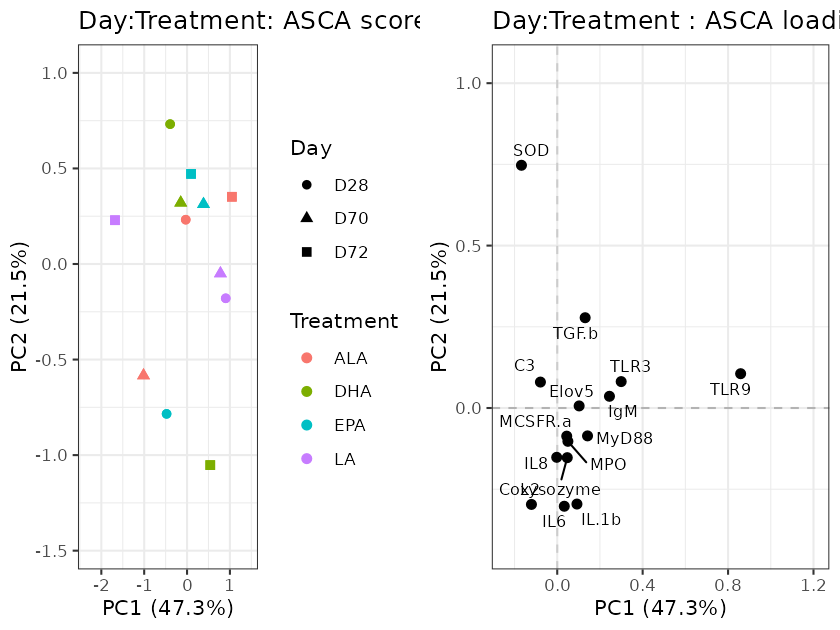 Day:Treatment: ASCA score
Day:Treatment : ASCA loadi
PC2 (21.5%)
1.0
0.5
0.0
-0.5
-1.0
-1.5
-2
-1
0
1
PC1 (47.3%)
Day
D28
D70
D72
Treatment
ALA
DHA
EPA
LA
PC2 (21.5%)
1.0
0.5
0.0
SOD
TGF.b
C3
TLR3
TLR9
Elov5
IgM
MCSFR.a
MyD88
IL8
MPO
Cox2
Lysozyme
IL6
IL.1b
0.0
0.4
0.8
1.2
PC1 (47.3%)